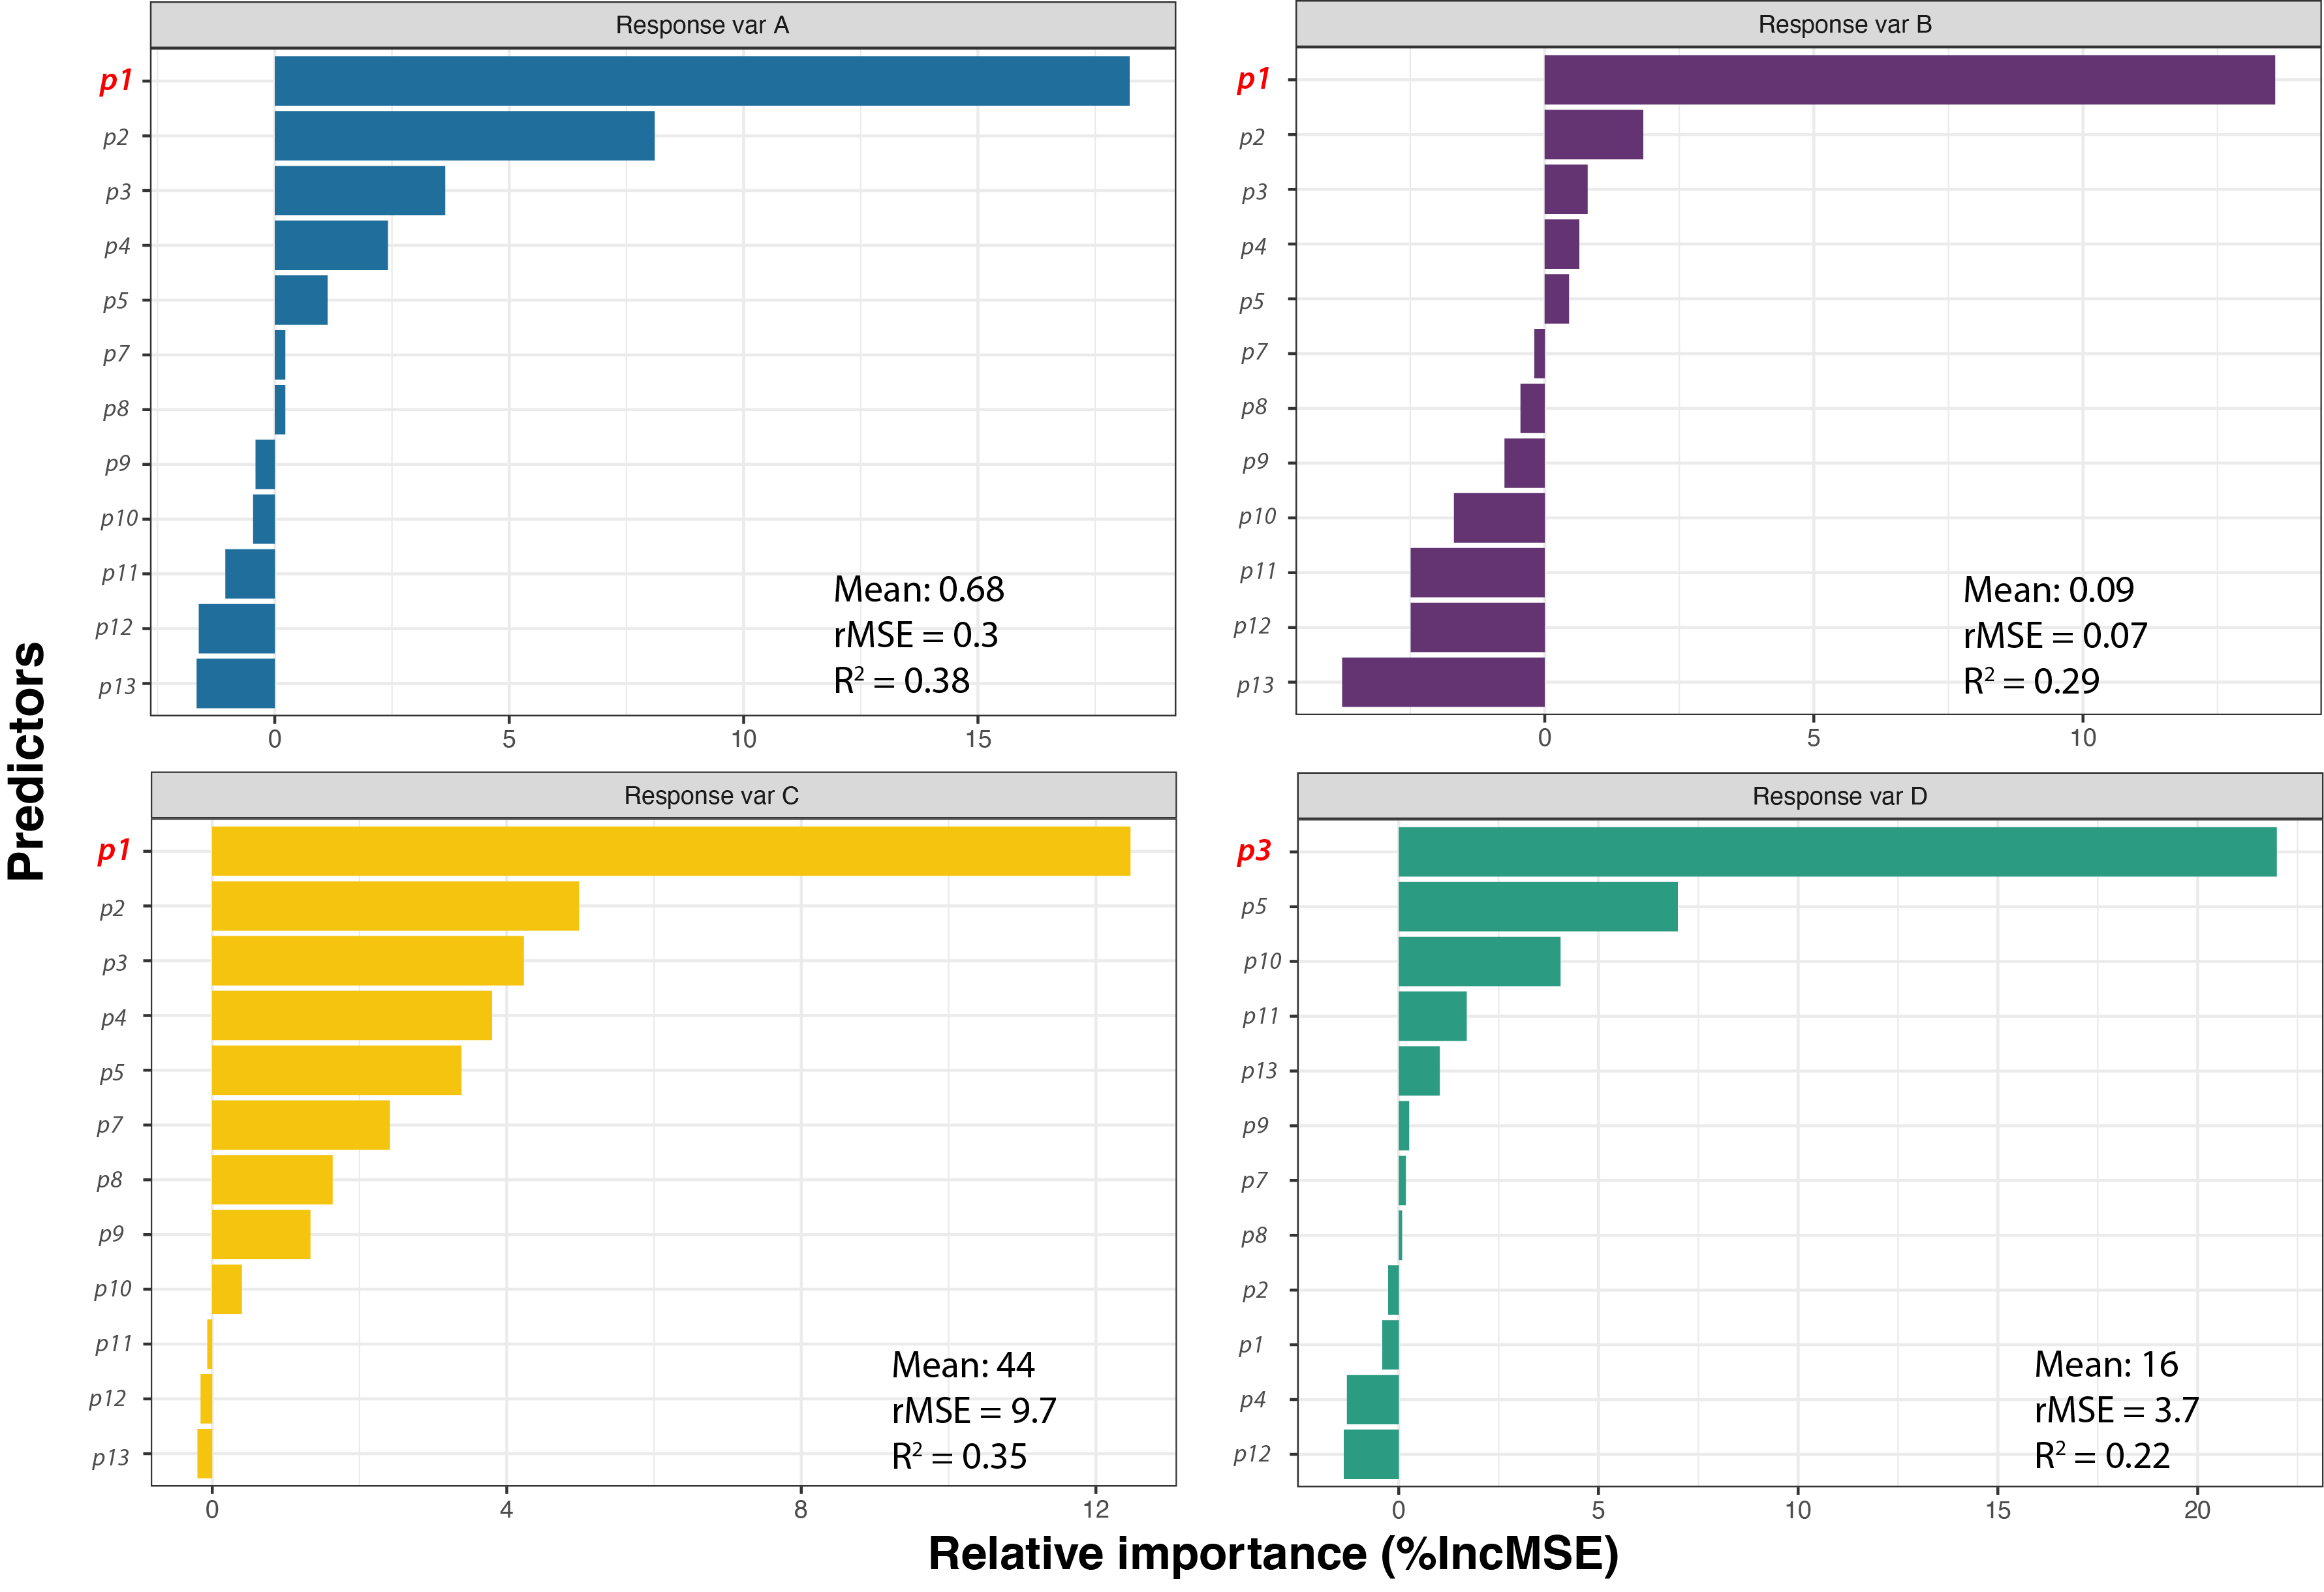 Predictors
Response var A
p1
p2
p3
p4
p5
p7
p8
p9
p10
p11
p12
p13
Mean: 0.68
rMSE = 0.3
R² = 0.38
0 5 10 15
Response var B
p1
p2
p3
p4
p5
p7
p8
p9
p10
p11
p12
p13
Mean: 0.09
rMSE = 0.07
R² = 0.29
0 5 10
Response var C
p1
p2
p3
p4
p5
p7
p8
p9
p10
p11
p12
p13
Mean: 44
rMSE = 9.7
R² = 0.35
0 4 8 12
Response var D
p3
p5
p10
p11
p13
p9
p7
p8
p2
p1
p4
p12
Mean: 16
rMSE = 3.7
R² = 0.22
0 5 10 15 20
Relative importance (%IncMSE)